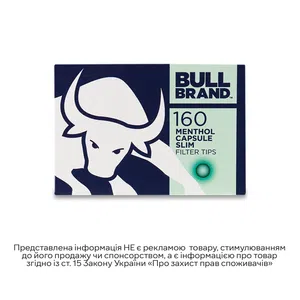 BULL
BRAND™
160
MENTHOL
CAPSULE
SLIM
FILTER TIPS
Представлена інформація НЕ є рекламою товару, стимулюванням
до його продажу чи спонсорством, а є інформацією про товар
згідно із ст. 15 Закону України «Про захист прав споживачів»